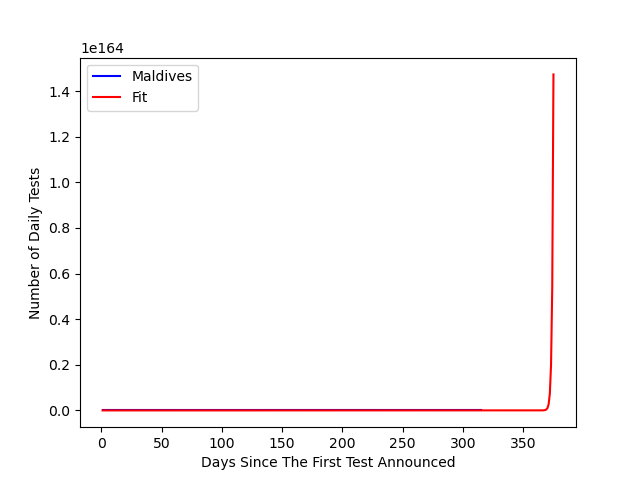 1e164
Maldives
Fit
1.4
1.2
1.0
0.8
0.6
0.4
0.2
0.0
Number of Daily Tests
0 50 100 150 200 250 300 350
Days Since The First Test Announced